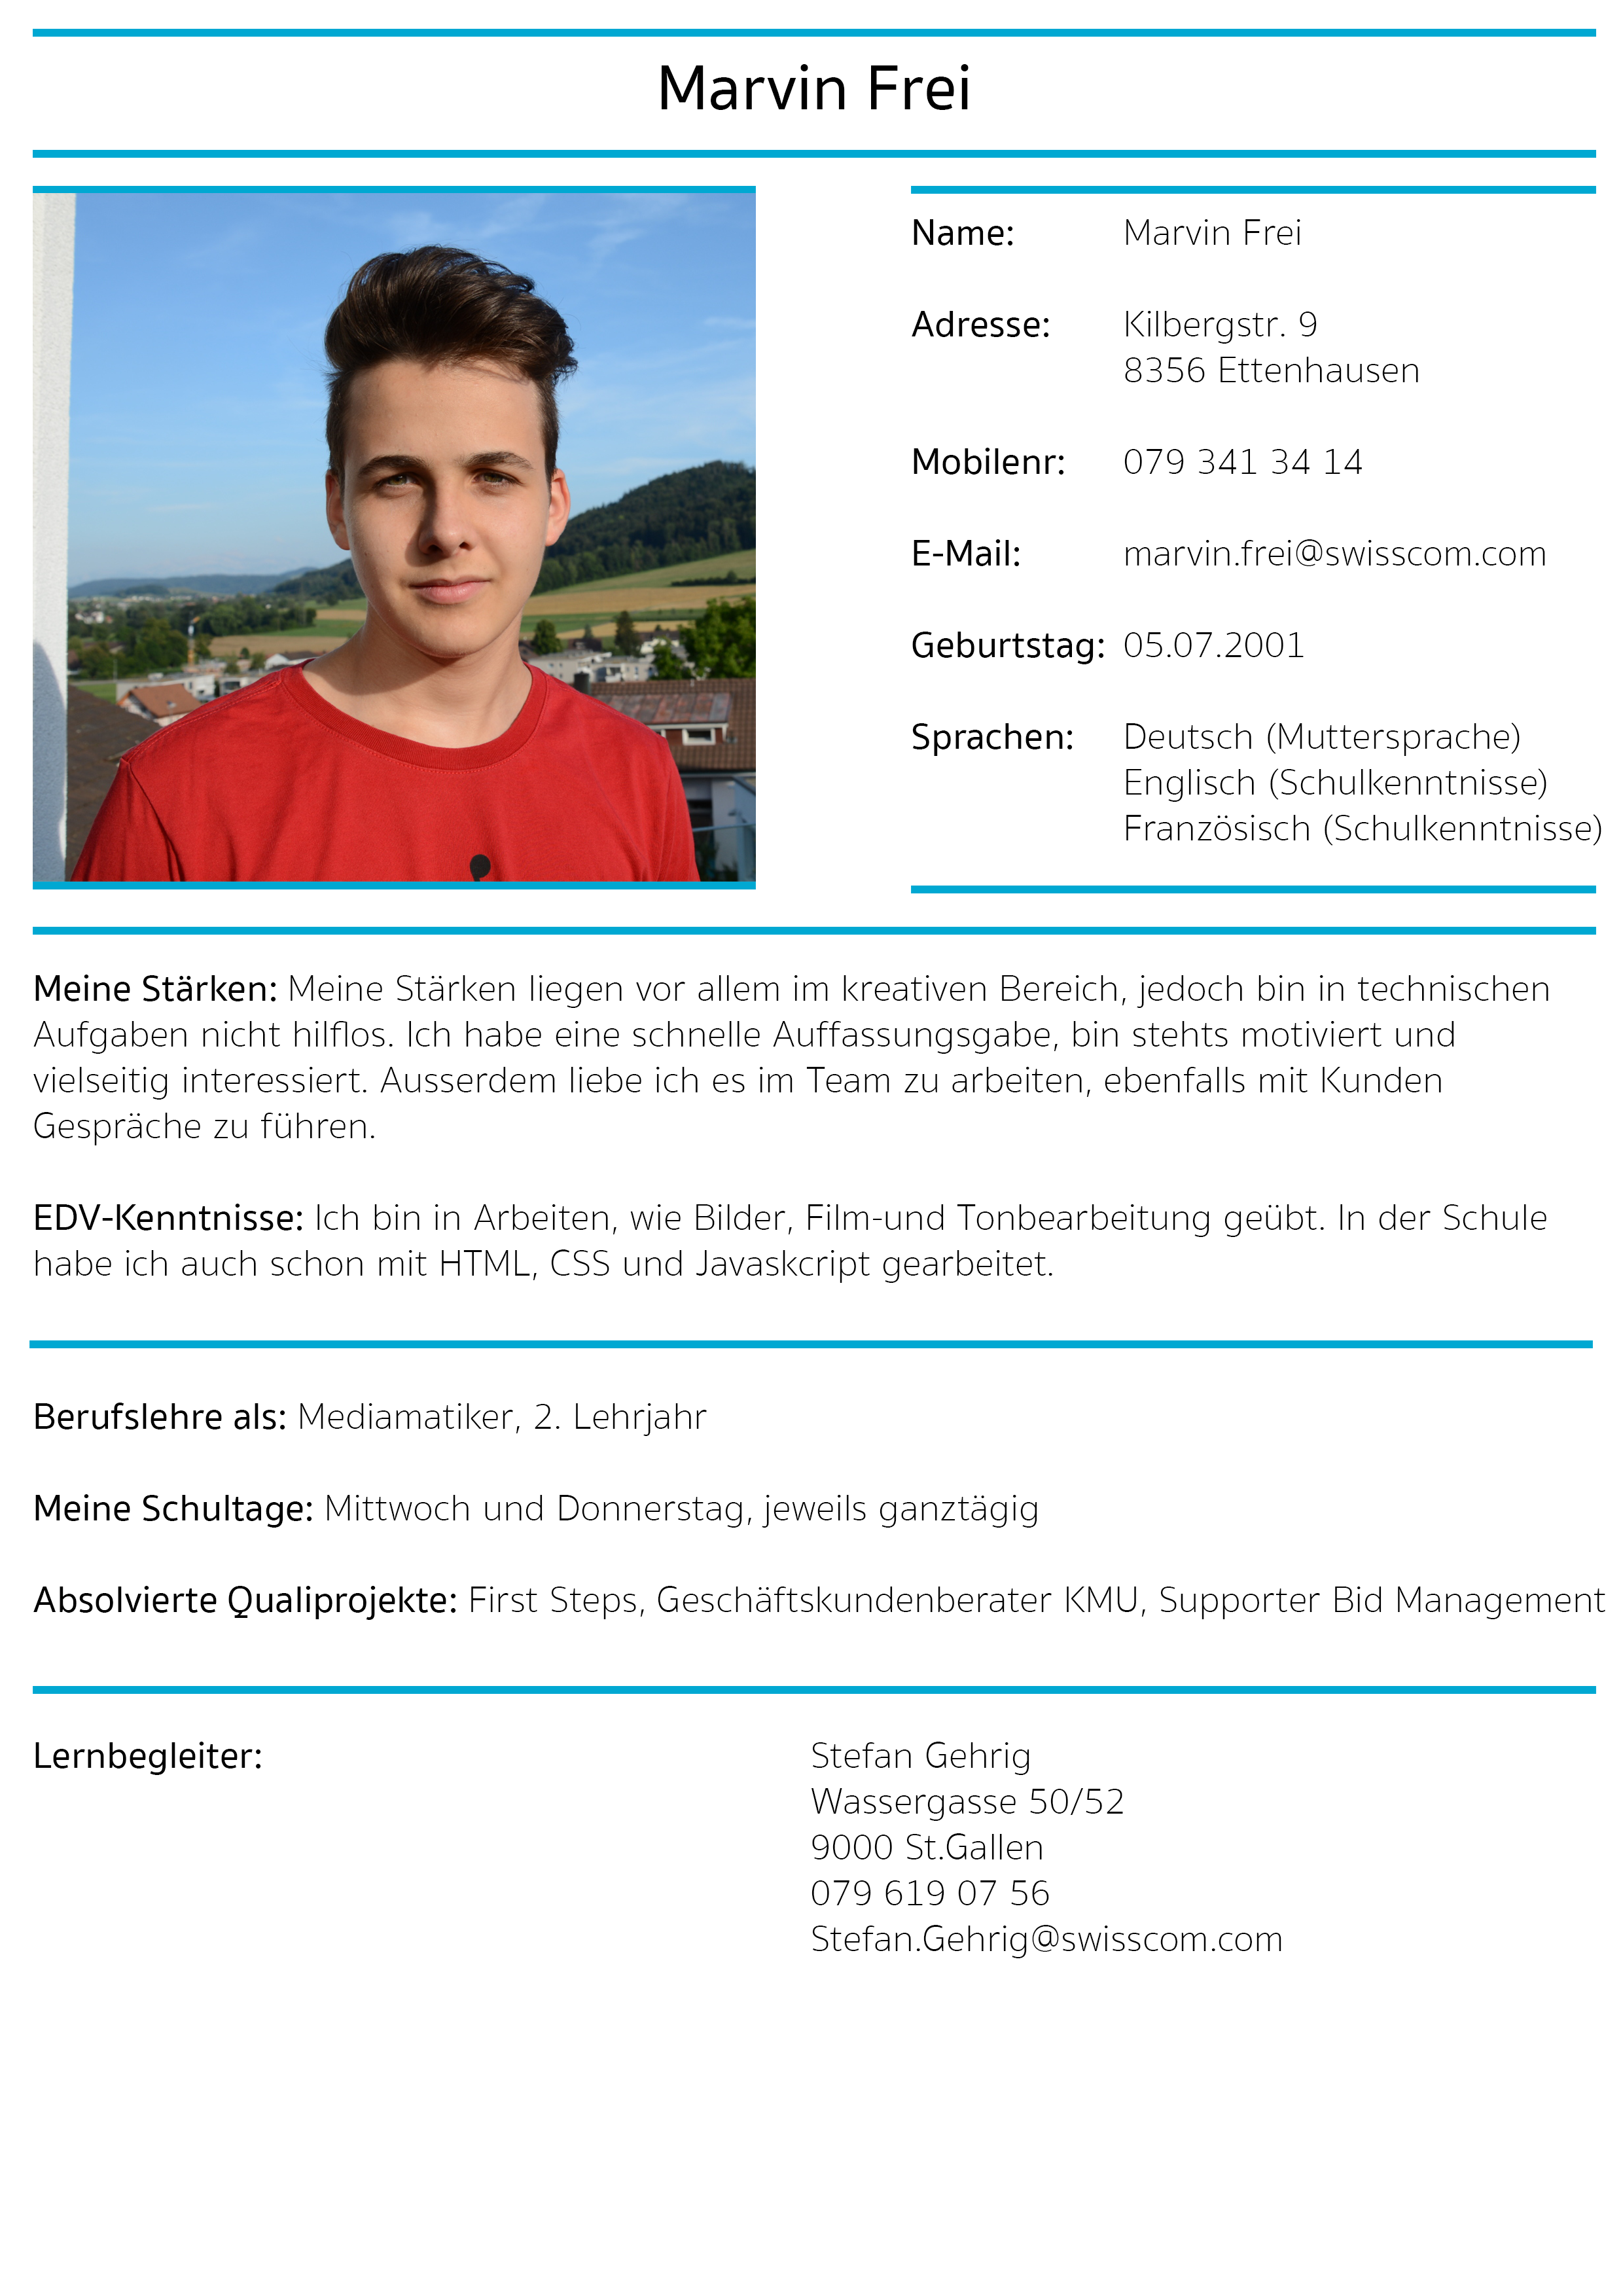 Marvin Frei
Name: Marvin Frei
Adresse: Kilbergstr. 9
8356 Ettenhausen
Mobilenr: 079 341 34 14
E-Mail: marvin.frei@swisscom.com
Geburtstag: 05.07.2001
Sprachen: Deutsch (Muttersprache)
Englisch (Schulkenntnisse)
Französisch (Schulkenntnisse)
Meine Stärken: Meine Stärken liegen vor allem im kreativen Bereich, jedoch bin in technischen
Aufgaben nicht hilflos. Ich habe eine schnelle Auffassungsgabe, bin stehts motiviert und
vielseitig interessiert. Ausserdem liebe ich es im Team zu arbeiten, ebenfalls mit Kunden
Gespräche zu führen.
EDV-Kenntnisse: Ich bin in Arbeiten, wie Bilder, Film-und Tonbearbeitung geübt. In der Schule
habe ich auch schon mit HTML, CSS und Javaskcript gearbeitet.
Berufslehre als: Mediamatiker, 2. Lehrjahr
Meine Schultage: Mittwoch und Donnerstag, jeweils ganztägig
Absolvierte Qualiprojekte: First Steps, Geschäftskundenberater KMU, Supporter Bid Management
Lernbegleiter: Stefan Gehrig
Wassergasse 50/52
9000 St.Gallen
079 619 07 56
Stefan.Gehrig@swisscom.com